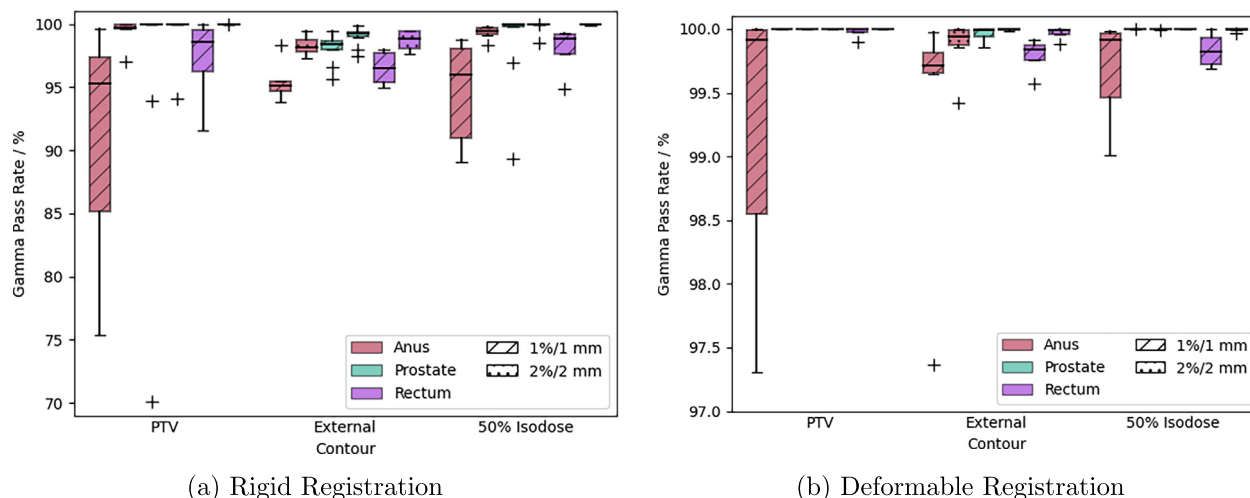 Gamma Pass Rate / %
100
95
90
85
80
75
70
PTV
External
50% Isodose
Contour
Anus
Prostate
Rectum
1%/1 mm
2%/2 mm
(a) Rigid Registration
Gamma Pass Rate / %
100.0
99.5
99.0
98.5
98.0
97.5
97.0
PTV
External
50% Isodose
Contour
Anus
Prostate
Rectum
1%/1 mm
2%/2 mm
(b) Deformable Registration